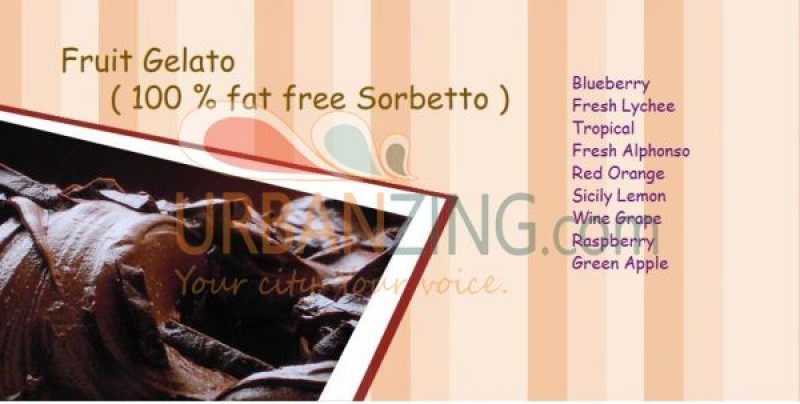 Fruit Gelato
( 100 % fat free Sorbetto )
Blueberry
Fresh Lychee
Tropical
Fresh Alphonso
Red Orange
Sicily Lemon
Wine Grape
Raspberry
Green Apple
URBANZING.com
Your city. Your voice.